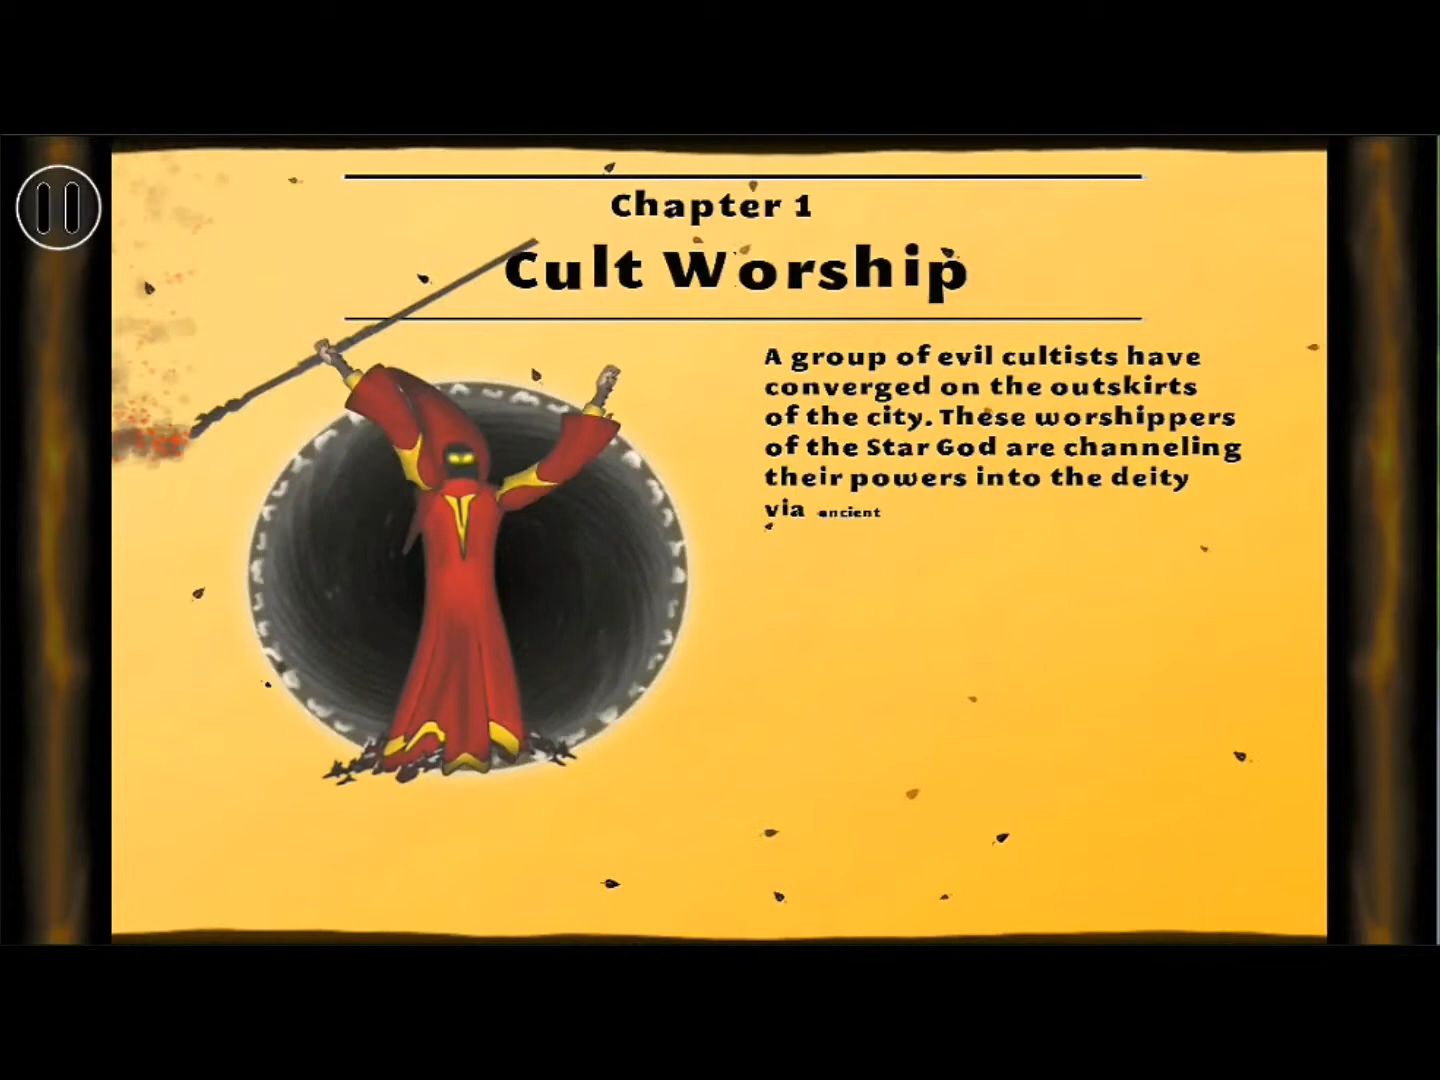 Chapter 1
Cult Worship
A group of evil cultists have
converged on the outskirts
of the city. These worshippers
of the Star God are channeling
their powers into the deity
via ancient